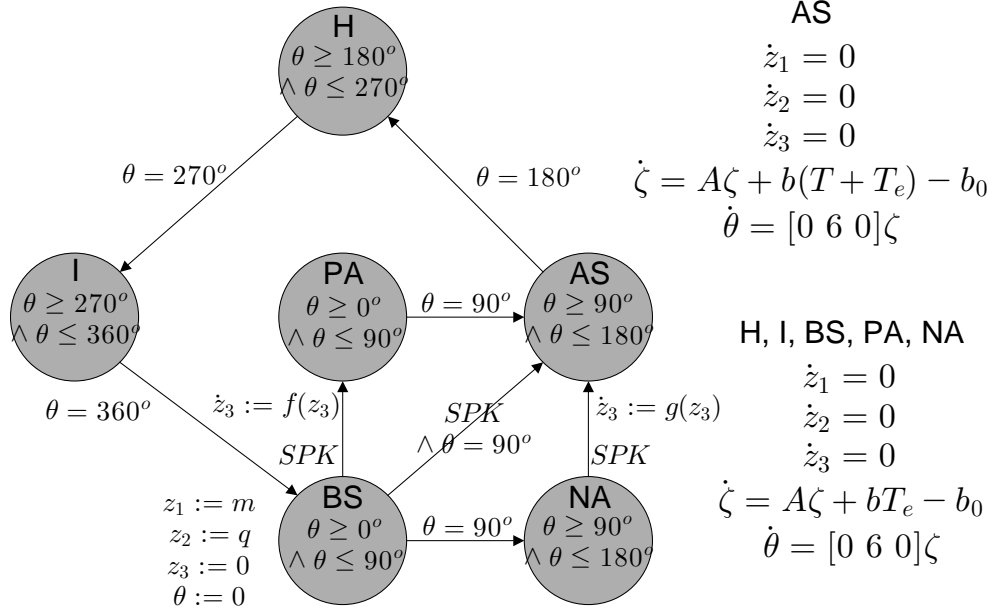 H
θ ≥ 180°
∧ θ ≤ 270°
θ = 270°
θ = 180°
I
θ ≥ 270°
∧ θ ≤ 360°
PA
θ ≥ 0°
∧ θ ≤ 90°
θ = 90°
AS
θ ≥ 90°
∧ θ ≤ 180°
θ = 360°
ż₃ := f(z₃)
SPK
SPK
∧ θ = 90°
ż₃ := g(z₃)
SPK
z₁ := m
z₂ := q
z₃ := 0
θ := 0
BS
θ ≥ 0°
∧ θ ≤ 90°
θ = 90°
NA
θ ≥ 90°
∧ θ ≤ 180°
AS
ż₁ = 0
ż₂ = 0
ż₃ = 0
ζ̇ = Aζ + b(T + Tₑ) − b₀
θ̇ = [0 6 0]ζ
H, I, BS, PA, NA
ż₁ = 0
ż₂ = 0
ż₃ = 0
ζ̇ = Aζ + bTₑ − b₀
θ̇ = [0 6 0]ζ